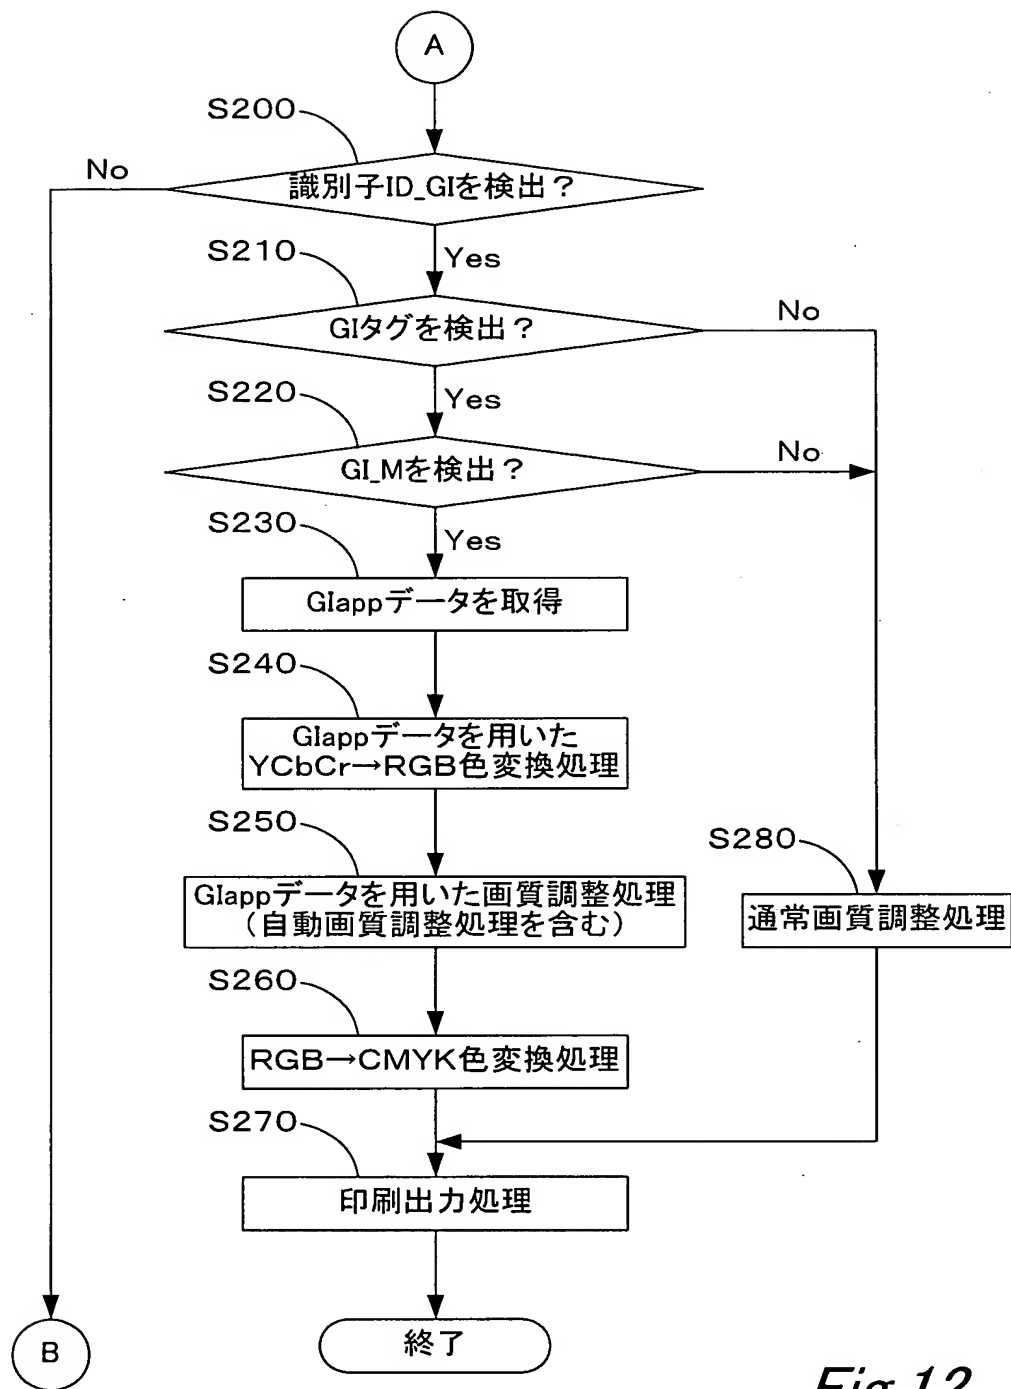 A
S200
No
識別子ID_GIを検出？
S210
Yes
No
GIタグを検出？
S220
Yes
No
GI_Mを検出？
S230
Yes
GIappデータを取得
S240
GIappデータを用いた
YCbCr→RGB色変換処理
S250
S280
GIappデータを用いた画質調整処理
（自動画質調整処理を含む）
通常画質調整処理
S260
RGB→CMYK色変換処理
S270
印刷出力処理
B
終了
Fig.12